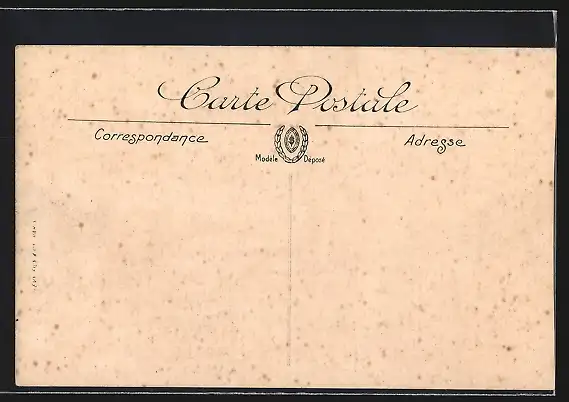 Carte Postale
Correspondance Adresse
Modèle Déposé